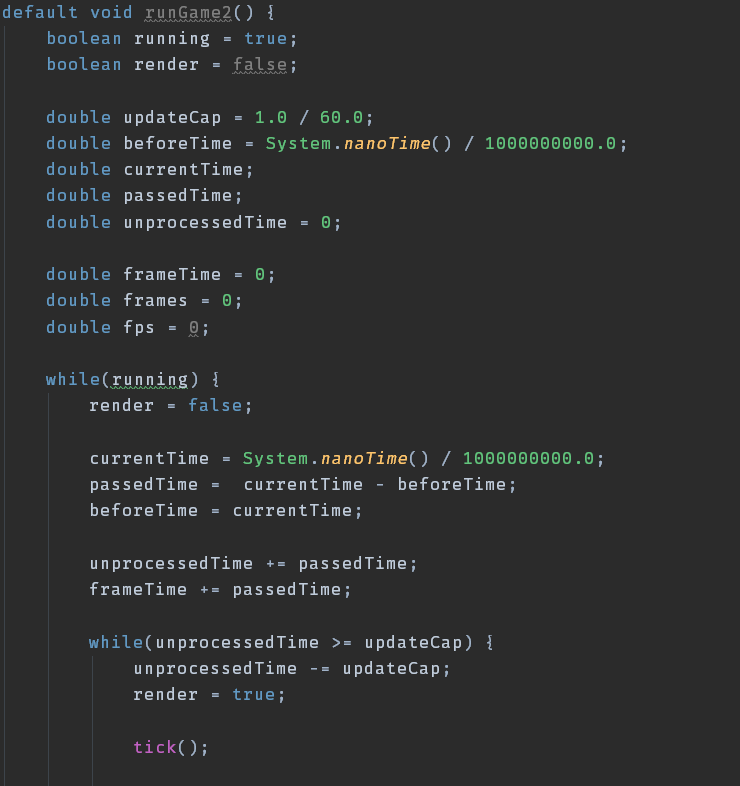 default void runGame2() {
boolean running = true;
boolean render = false;
double updateCap = 1.0 / 60.0;
double beforeTime = System.nanoTime() / 1000000000.0;
double currentTime;
double passedTime;
double unprocessedTime = 0;
double frameTime = 0;
double frames = 0;
double fps = 0;
while(running) {
render = false;
currentTime = System.nanoTime() / 1000000000.0;
passedTime =  currentTime - beforeTime;
beforeTime = currentTime;
unprocessedTime += passedTime;
frameTime += passedTime;
while(unprocessedTime >= updateCap) {
unprocessedTime -= updateCap;
render = true;
tick();